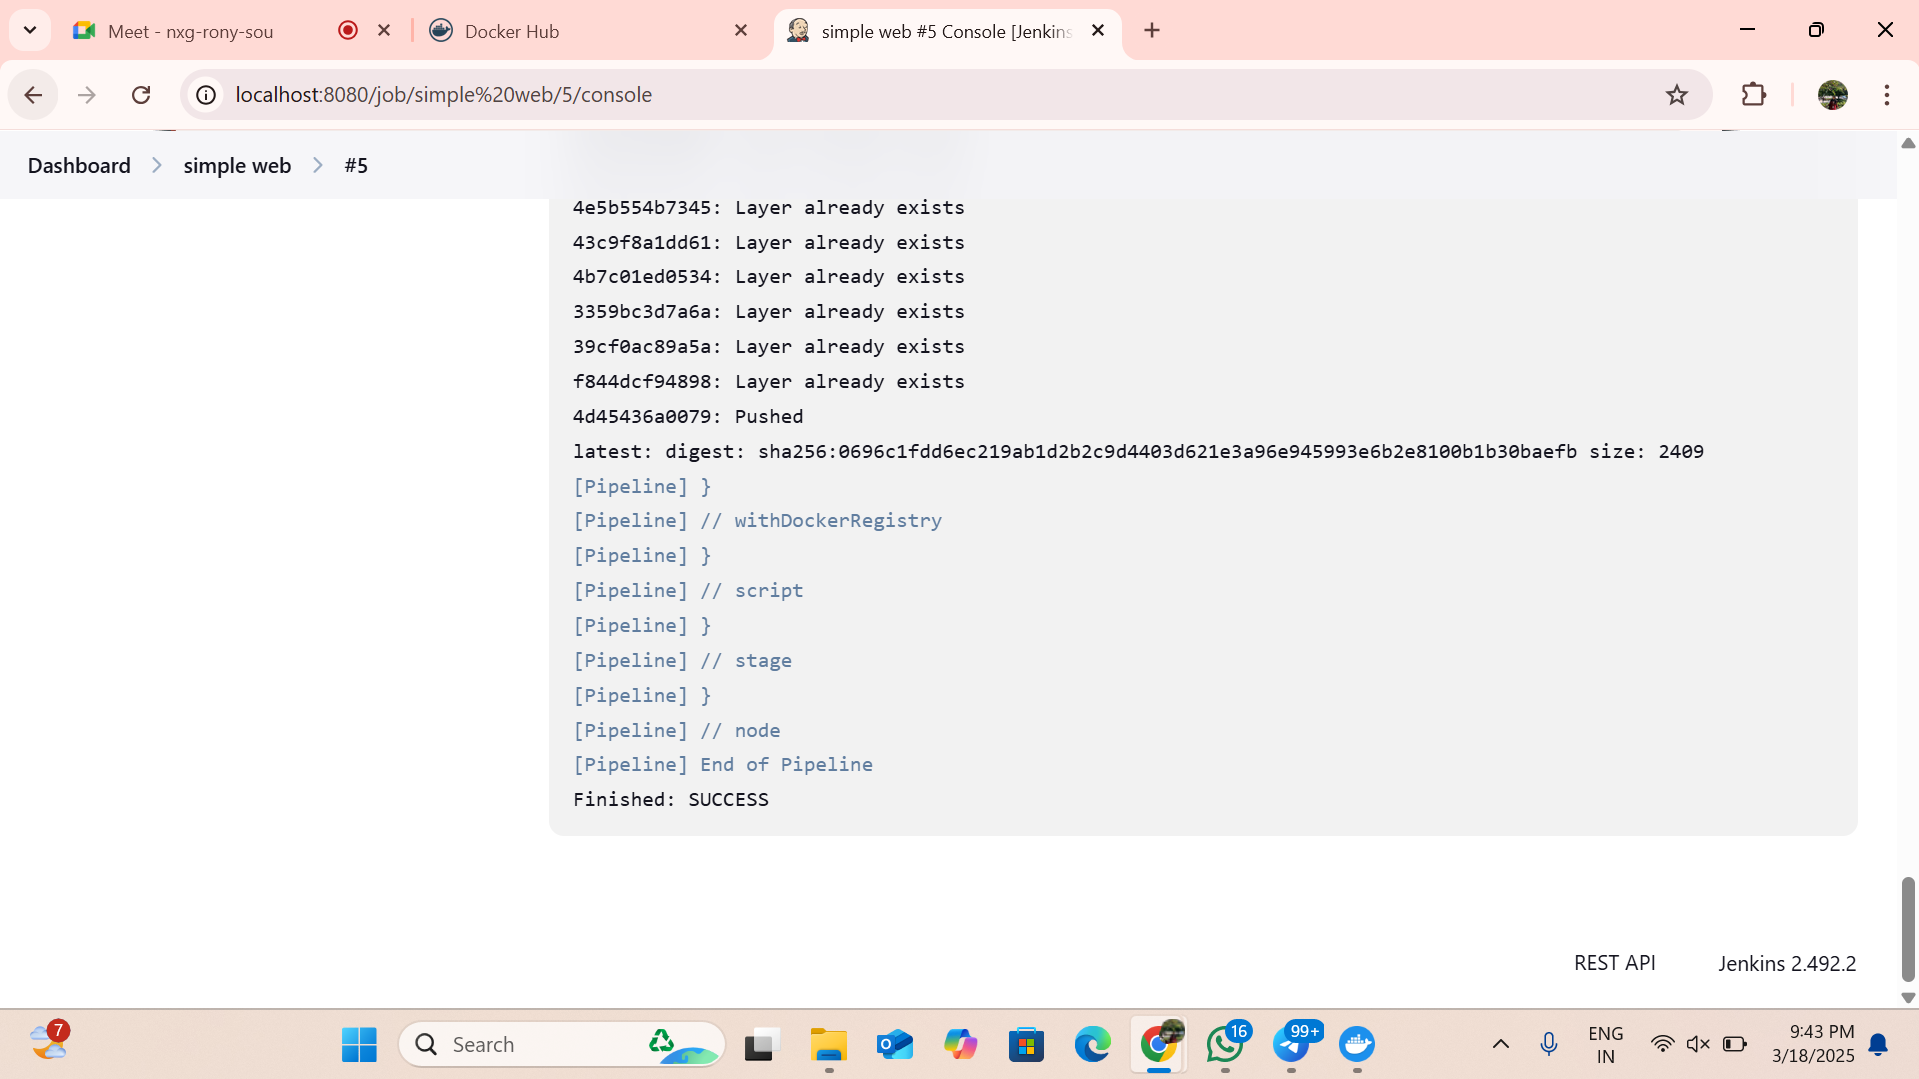 Meet - nxg-rony-sou
Docker Hub
simple web #5 Console [Jenkins
localhost:8080/job/simple%20web/5/console
Dashboard
simple web
#5
4e5b554b7345: Layer already exists
43c9f8a1dd61: Layer already exists
4b7c01ed0534: Layer already exists
3359bc3d7a6a: Layer already exists
39cf0ac89a5a: Layer already exists
f844dcf94898: Layer already exists
4d45436a0079: Pushed
latest: digest: sha256:0696c1fdd6ec219ab1d2b2c9d4403d621e3a96e945993e6b2e8100b1b30baefb size: 2409
[Pipeline] }
[Pipeline] // withDockerRegistry
[Pipeline] }
[Pipeline] // script
[Pipeline] }
[Pipeline] // stage
[Pipeline] }
[Pipeline] // node
[Pipeline] End of Pipeline
Finished: SUCCESS
REST API
Jenkins 2.492.2
7
Search
16
99+
ENG
IN
9:43 PM
3/18/2025